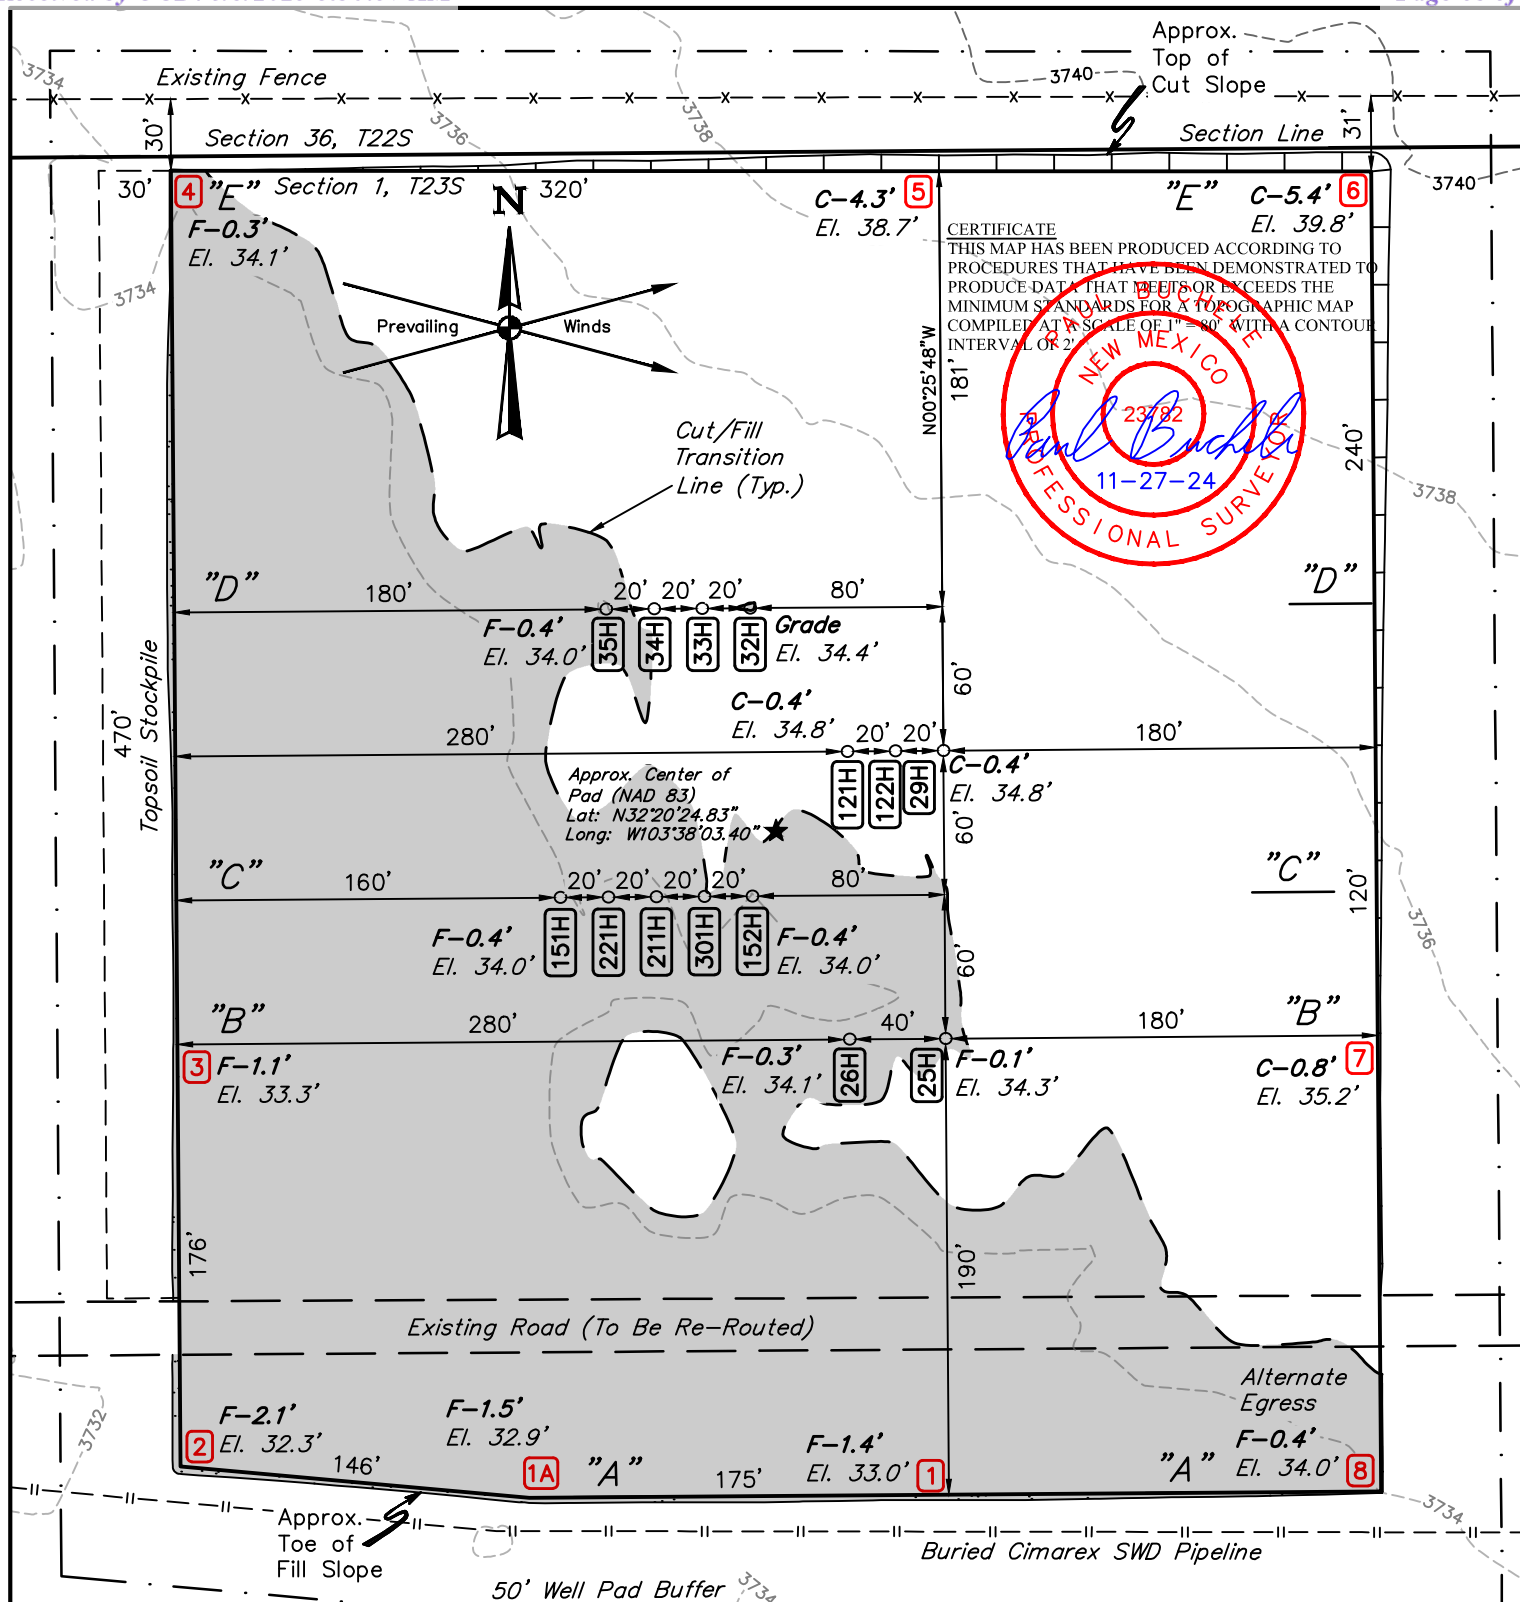 Approx.
Top of
Cut Slope
3734
Existing Fence
3740
3736
3738
30'
Section 36, T22S
Section Line
31'
30'
4 "E" Section 1, T23S
320'
N
C-4.3' 5
El. 38.7'
"E"
C-5.4' 6
El. 39.8'
3740
F-0.3'
El. 34.1'
3734
CERTIFICATE
THIS MAP HAS BEEN PRODUCED ACCORDING TO
PROCEDURES THAT HAVE BEEN DEMONSTRATED TO
PRODUCE DATA THAT MEETS OR EXCEEDS THE
MINIMUM STANDARDS FOR A TOPOGRAPHIC MAP
COMPILED AT A SCALE OF 1" = 80' WITH A CONTOUR
INTERVAL OF 2'.
Prevailing
Winds
N00°25'48"W
181'
PAUL BUCHELE
NEW MEXICO
23782
PROFESSIONAL SURVEYOR
Paul Buchele
11-27-24
240'
3738
Cut/Fill
Transition
Line (Typ.)
"D"
180'
20' 20' 20'
80'
"D"
F-0.4'
El. 34.0'
35H
34H
33H
32H
Grade
El. 34.4'
60'
470'
Topsoil Stockpile
C-0.4'
El. 34.8'
280'
20' 20'
180'
121H
122H
29H
C-0.4'
El. 34.8'
Approx. Center of
Pad (NAD 83)
Lat: N32°20'24.83"
Long: W103°38'03.40"
60'
"C"
160'
20' 20' 20' 20'
80'
"C"
120'
F-0.4'
El. 34.0'
151H
221H
211H
301H
152H
F-0.4'
El. 34.0'
60'
3736
"B"
280'
40'
180'
"B"
3 F-1.1'
El. 33.3'
F-0.3'
El. 34.1'
26H
25H
F-0.1'
El. 34.3'
C-0.8' 7
El. 35.2'
176'
190'
Existing Road (To Be Re-Routed)
Alternate
Egress
3732
2 F-2.1'
El. 32.3'
146'
F-1.5'
El. 32.9'
1A "A"
175'
F-1.4'
El. 33.0' 1
"A"
F-0.4'
El. 34.0' 8
3734
Approx.
Toe of
Fill Slope
Buried Cimarex SWD Pipeline
50' Well Pad Buffer
3734